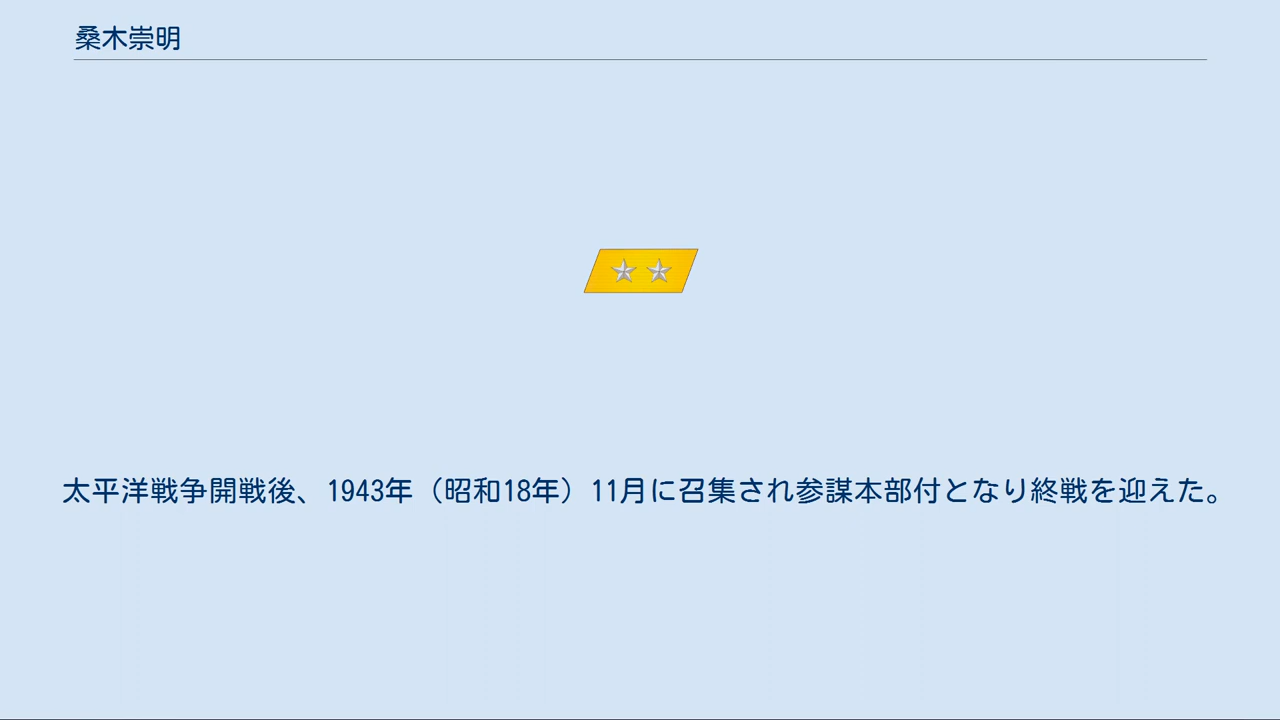 桑木崇明
太平洋戦争開戦後、1943年（昭和18年）11月に召集され参謀本部付となり終戦を迎えた。